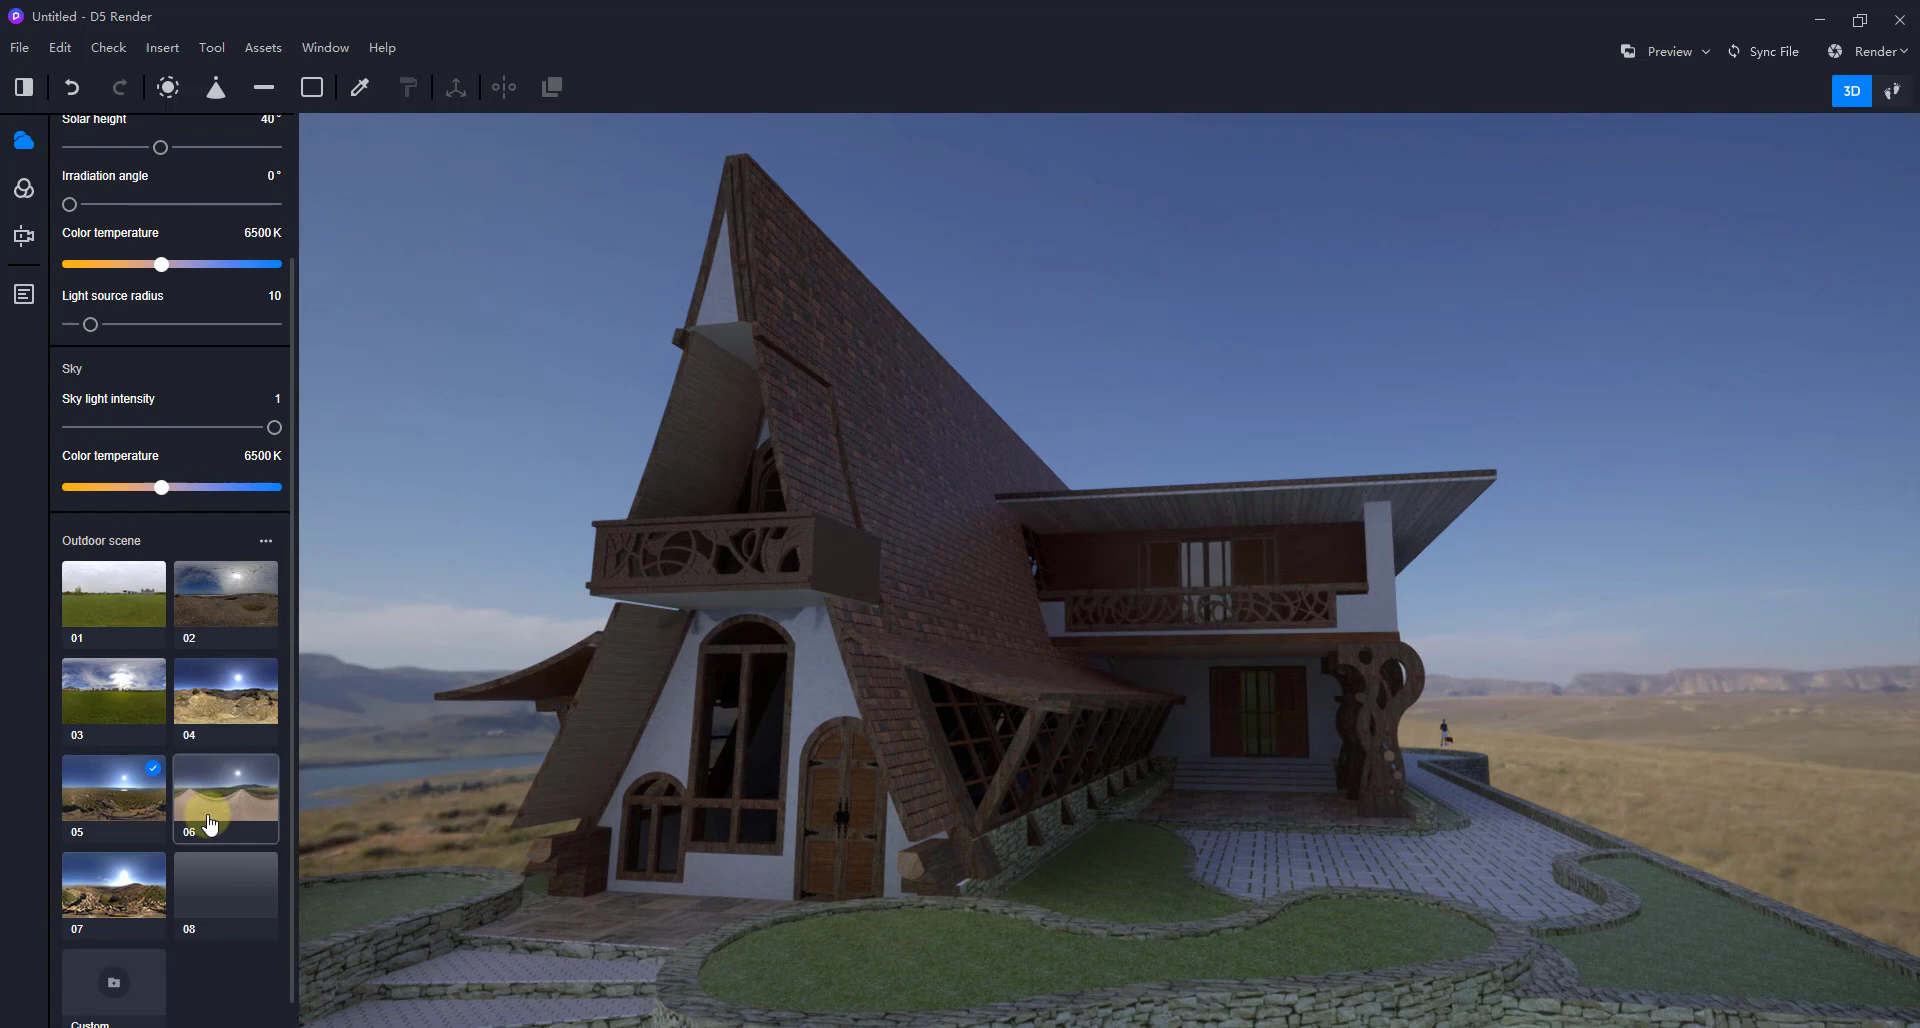 Untitled - D5 Render
File Edit Check Insert Tool Assets Window Help
Preview Sync File Render
3D
Solar height 40°
Irradiation angle 0°
Color temperature 6500 K
Light source radius 10
Sky
Sky light intensity 1
Color temperature 6500 K
Outdoor scene ...
01 02
03 04
05 06
07 08
Custom